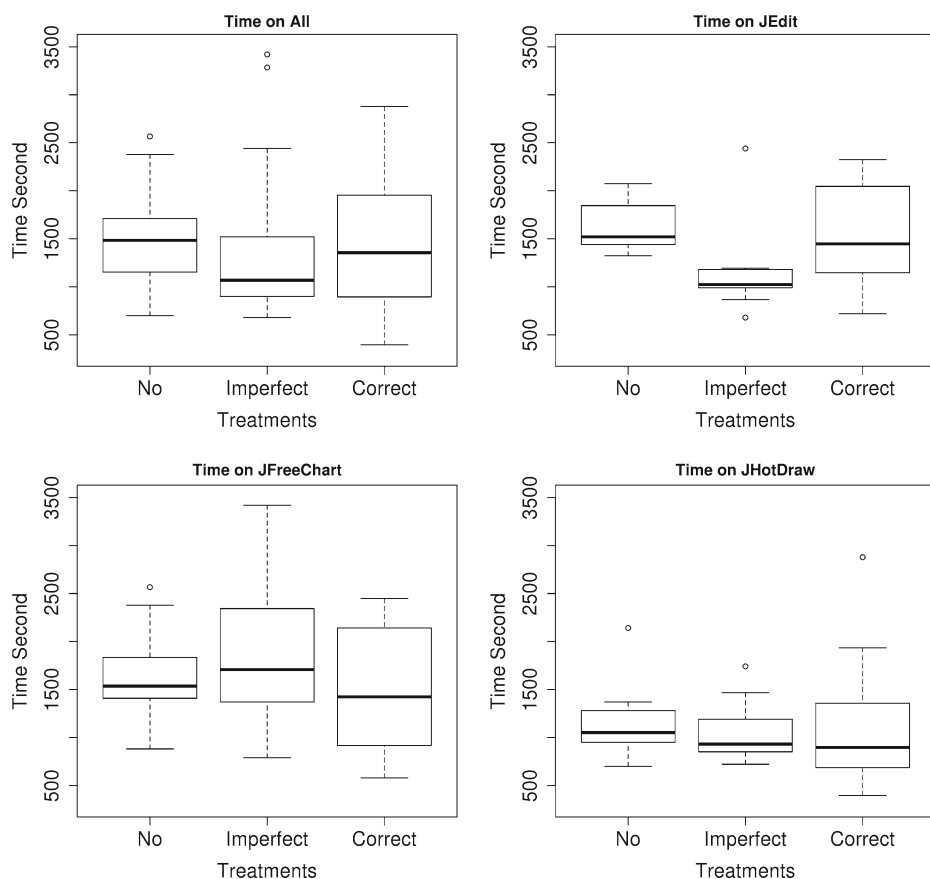 Time on All
3500
2500
1500
500
Time Second
No Imperfect Correct
Treatments
Time on JEdit
3500
2500
1500
500
Time Second
No Imperfect Correct
Treatments
Time on JFreeChart
3500
2500
1500
500
Time Second
No Imperfect Correct
Treatments
Time on JHotDraw
3500
2500
1500
500
Time Second
No Imperfect Correct
Treatments